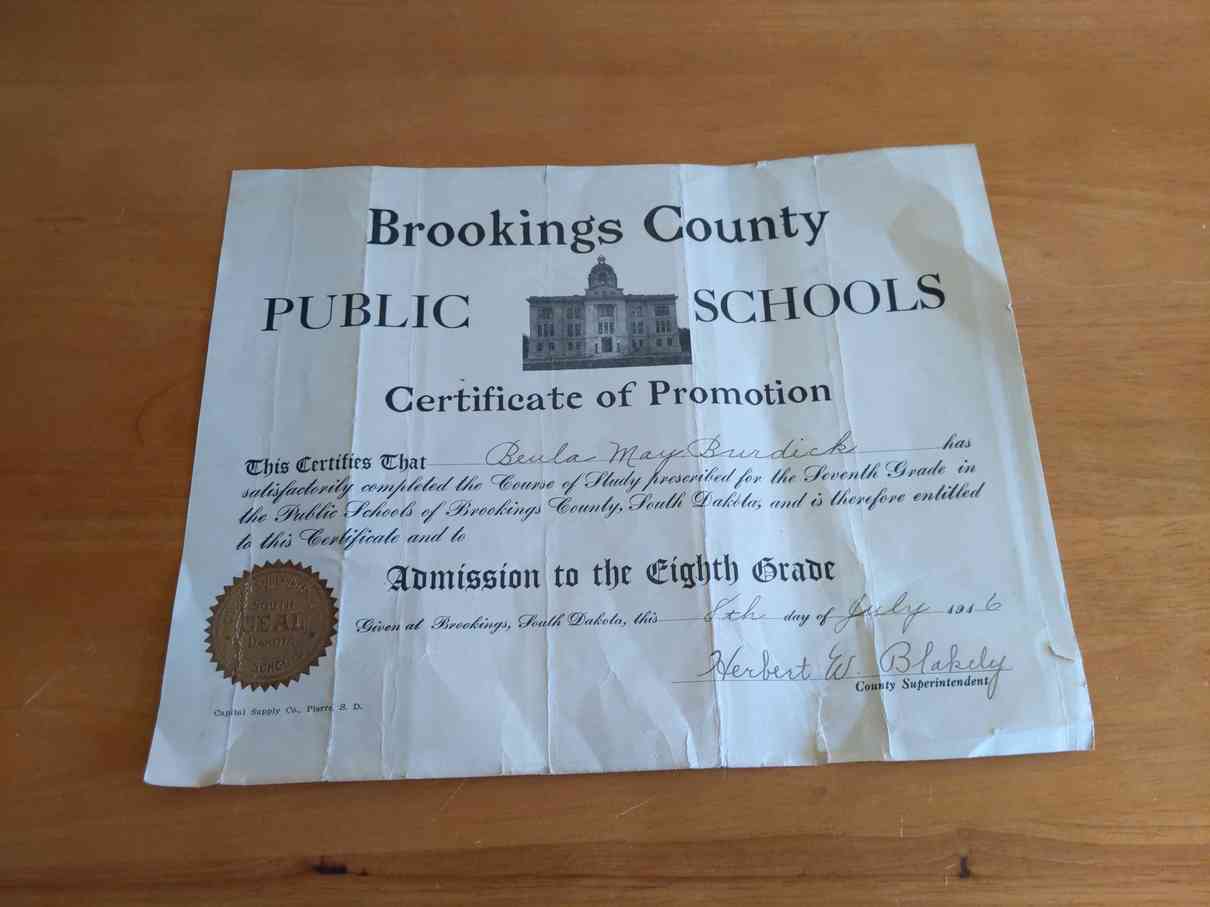 Brookings County
PUBLIC SCHOOLS
Certificate of Promotion
This Certifies That Beula May Burdick has
satisfactorily completed the Course of Study prescribed for the Seventh Grade in
the Public Schools of Brookings County, South Dakota, and is therefore entitled
to this Certificate and to
Admission to the Eighth Grade
Given at Brookings, South Dakota, this 8th day of July 1916
Herbert W. Blakely
County Superintendent
SOUTH
SEAL
DAKOTA
Capital Supply Co., Pierre, S. D.